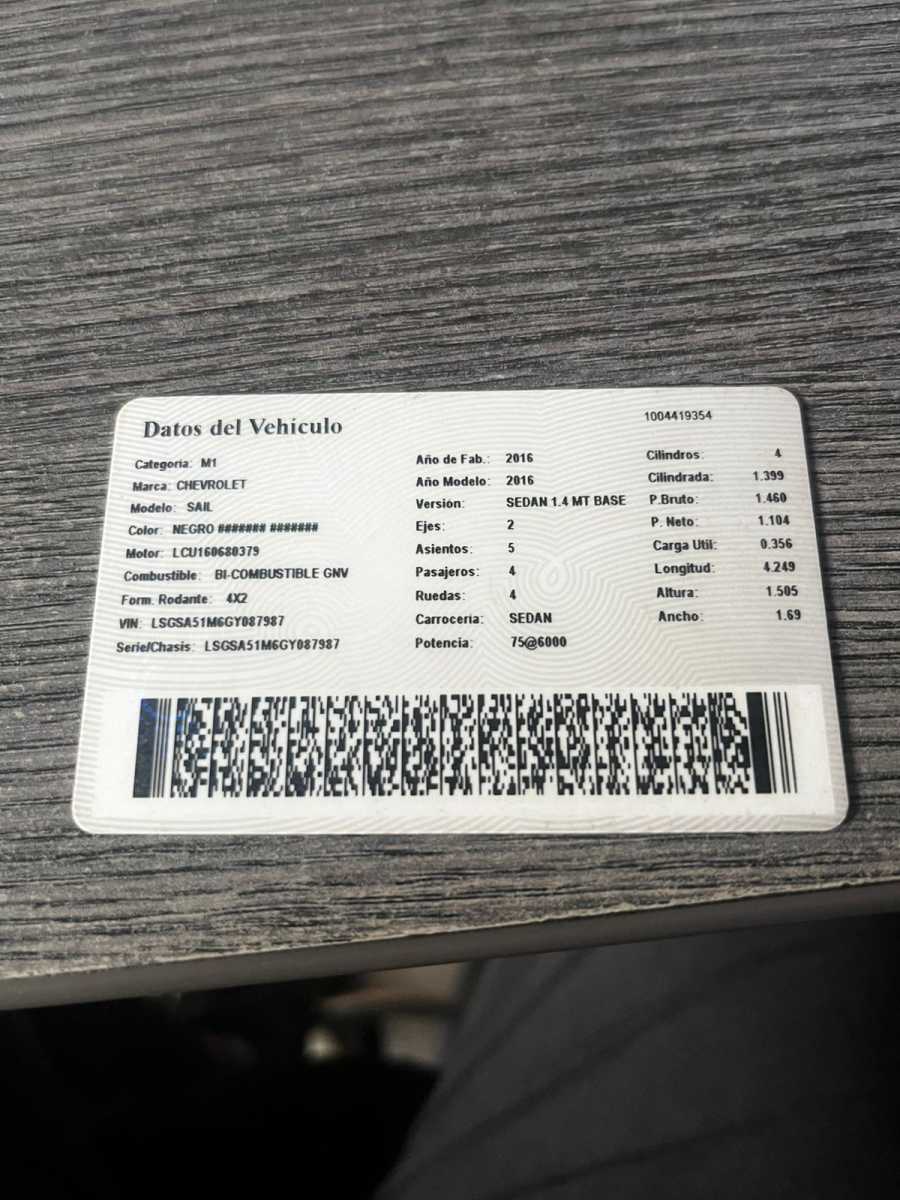 Datos del Vehículo
1004419354
Categoría: M1
Marca: CHEVROLET
Modelo: SAIL
Color: NEGRO ####### #######
Motor: LCU160680379
Combustible: BI-COMBUSTIBLE GNV
Form. Rodante: 4X2
VIN: LSGSA51M6GY087987
Serie/Chasis: LSGSA51M6GY087987
Año de Fab.: 2016
Año Modelo: 2016
Versión: SEDAN 1.4 MT BASE
Ejes: 2
Asientos: 5
Pasajeros: 4
Ruedas: 4
Carrocería: SEDAN
Potencia: 75@6000
Cilindros: 4
Cilindrada: 1.399
P.Bruto: 1.460
P. Neto: 1.104
Carga Util: 0.356
Longitud: 4.249
Altura: 1.505
Ancho: 1.69